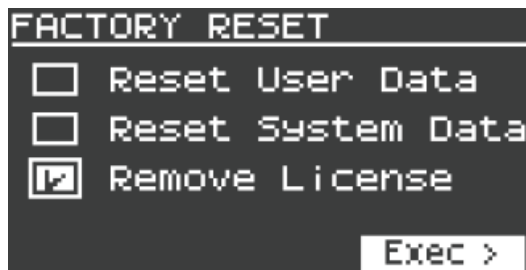 FACTORY RESET
Reset User Data
Reset System Data
Remove License
Exec >